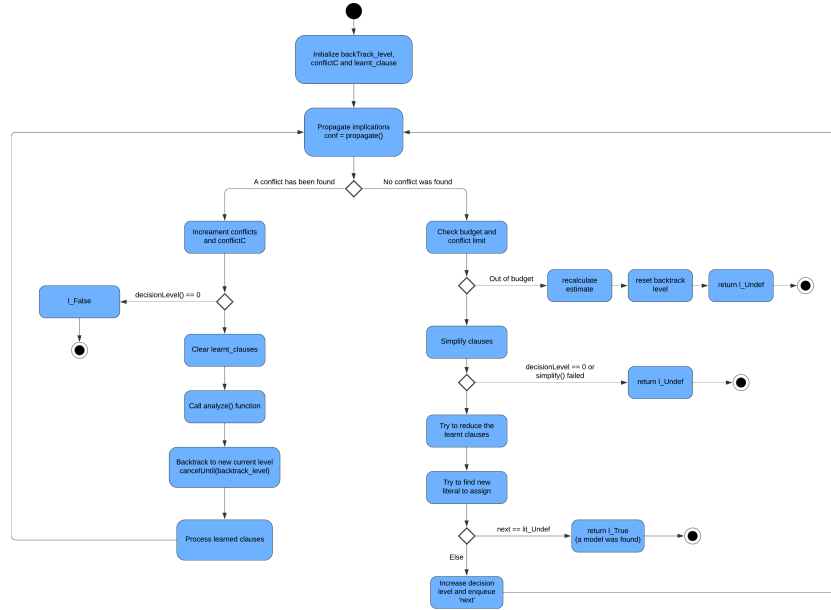 Initialize backTrack_level,
conflictC and learnt_clause
Propagate implications
conf = propagate()
A conflict has been found
No conflict was found
Increament conflicts
and conflictC
Check budget and
conflict limit
Out of budget
recalculate
estimate
reset backtrack
level
return l_Undef
decisionLevel() == 0
l_False
Simplify clauses
Clear learnt_clauses
decisionLevel == 0 or
simplify() failed
return l_Undef
Call analyze() function
Try to reduce the
learnt clauses
Backtrack to new current level
cancelUntil(backtrack_level)
Try to find new
literal to assign
Process learned clauses
next == lit_Undef
return l_True
(a model was found)
Else
Increase decision
level and enqueue
'next'